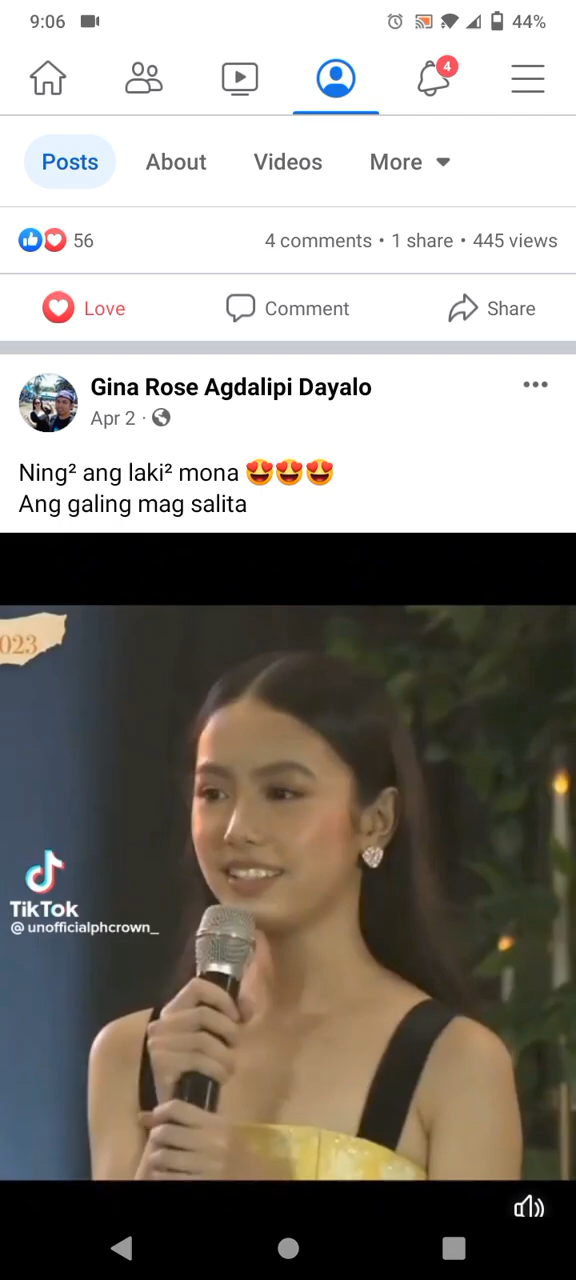 9:06 44%
4
Posts About Videos More
56 4 comments • 1 share • 445 views
Love Comment Share
Gina Rose Agdalipi Dayalo
Apr 2 ·
Ning² ang laki² mona 😍😍😍
Ang galing mag salita
023
TikTok
@unofficialphcrown_